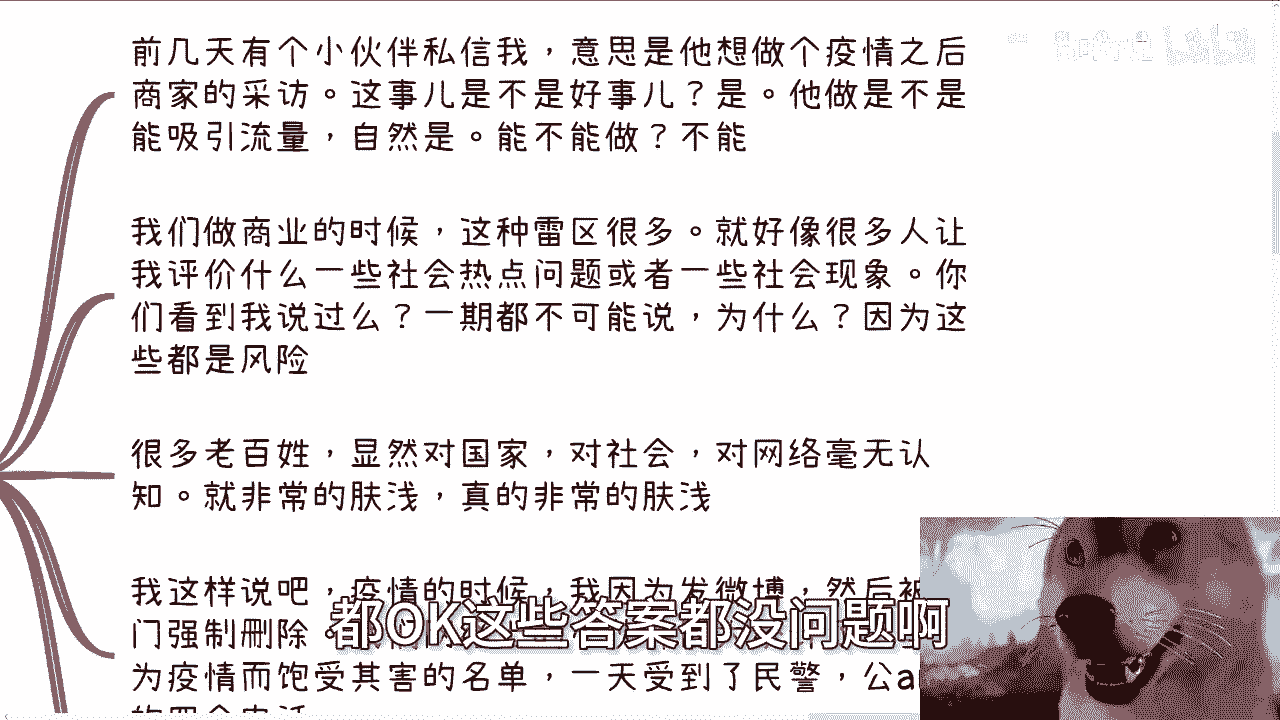 前几天有个小伙伴私信我，意思是他想做个疫情之后
商家的采访。这事儿是不是好事儿？是。他做是不是
能吸引流量，自然是。能不能做？不能
我们做商业的时候，这种雷区很多。就好像很多人让
我评价什么一些社会热点问题或者一些社会现象。你
们看到我说过么？一期都不可能说，为什么？因为这
些都是风险
很多老百姓，显然对国家，对社会，对网络毫无认
知。就非常的肤浅，真的非常的肤浅
我这样说吧，疫情的时候，我因为发微博，然后被
门强制删除
都OK这些答案都没问题啊
为疫情而饱受其害的名单，一天受到了民警，公a